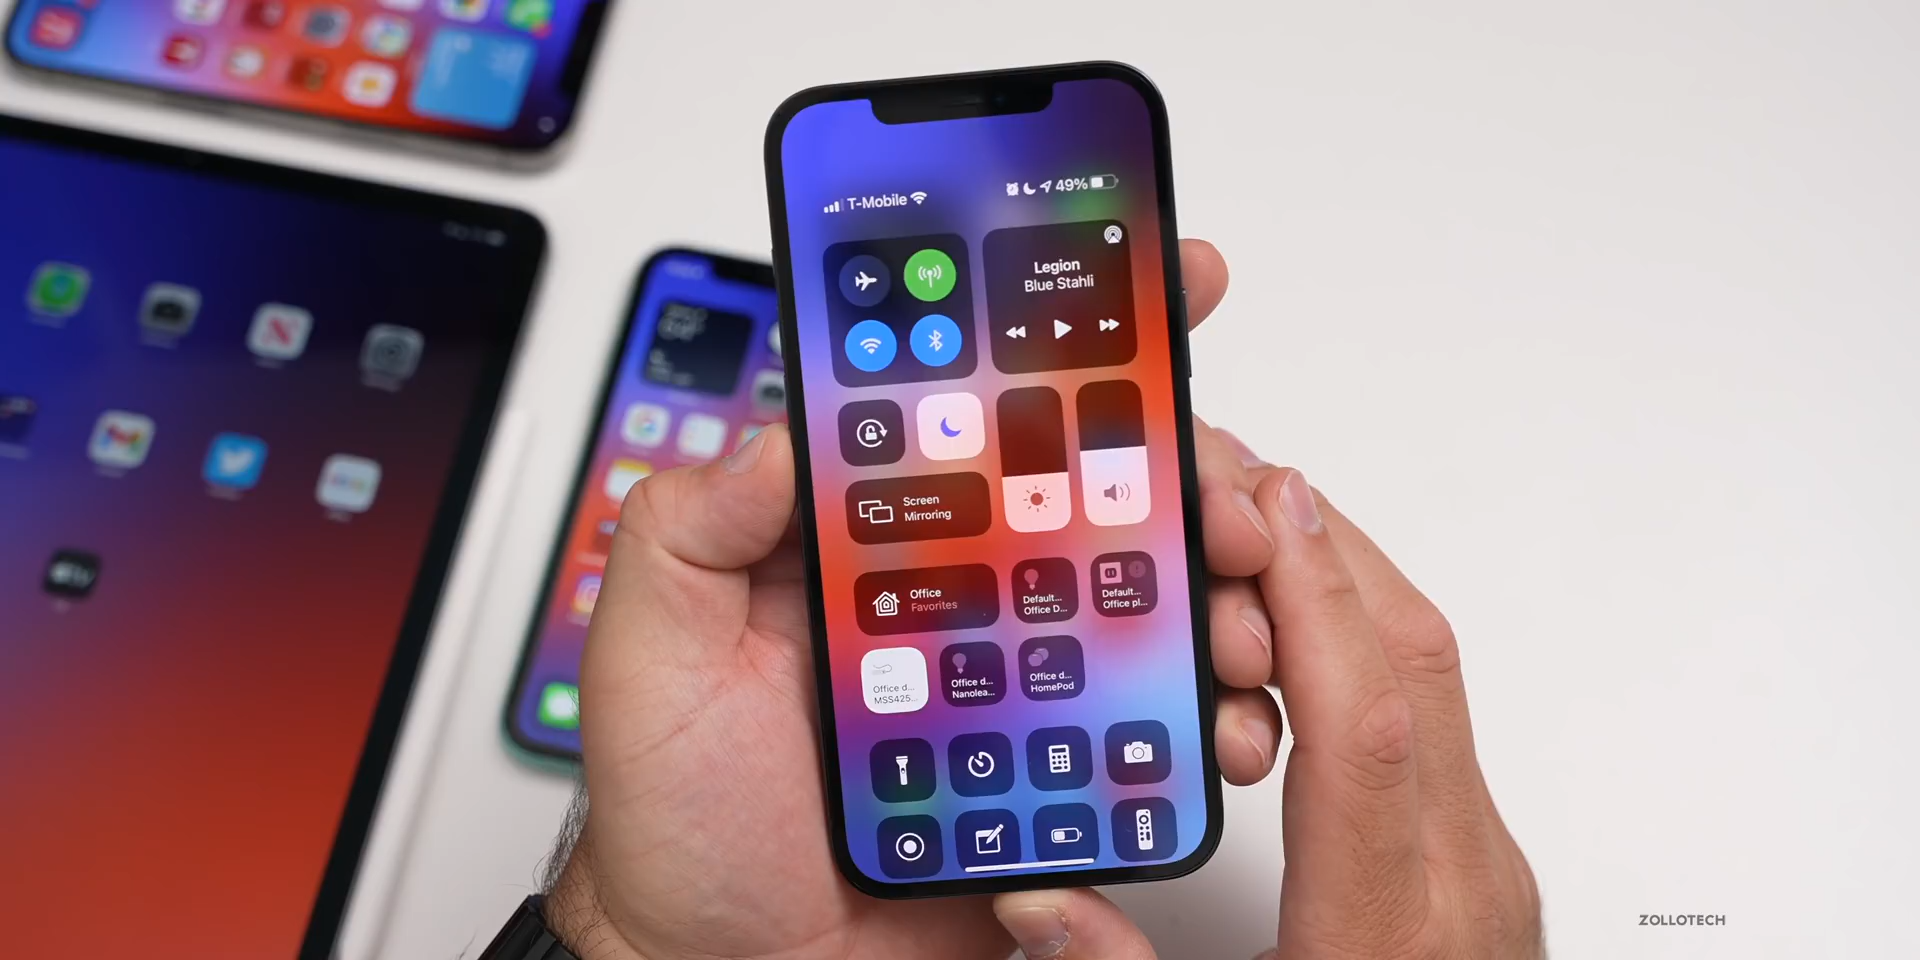 T-Mobile
49%
Legion
Blue Stahli
Screen
Mirroring
Office
Favorites
Default...
Office D...
Default...
Office pl...
Office d...
MSS425...
Office d...
Nanolea...
Office d...
HomePod
ZOLLOTECH